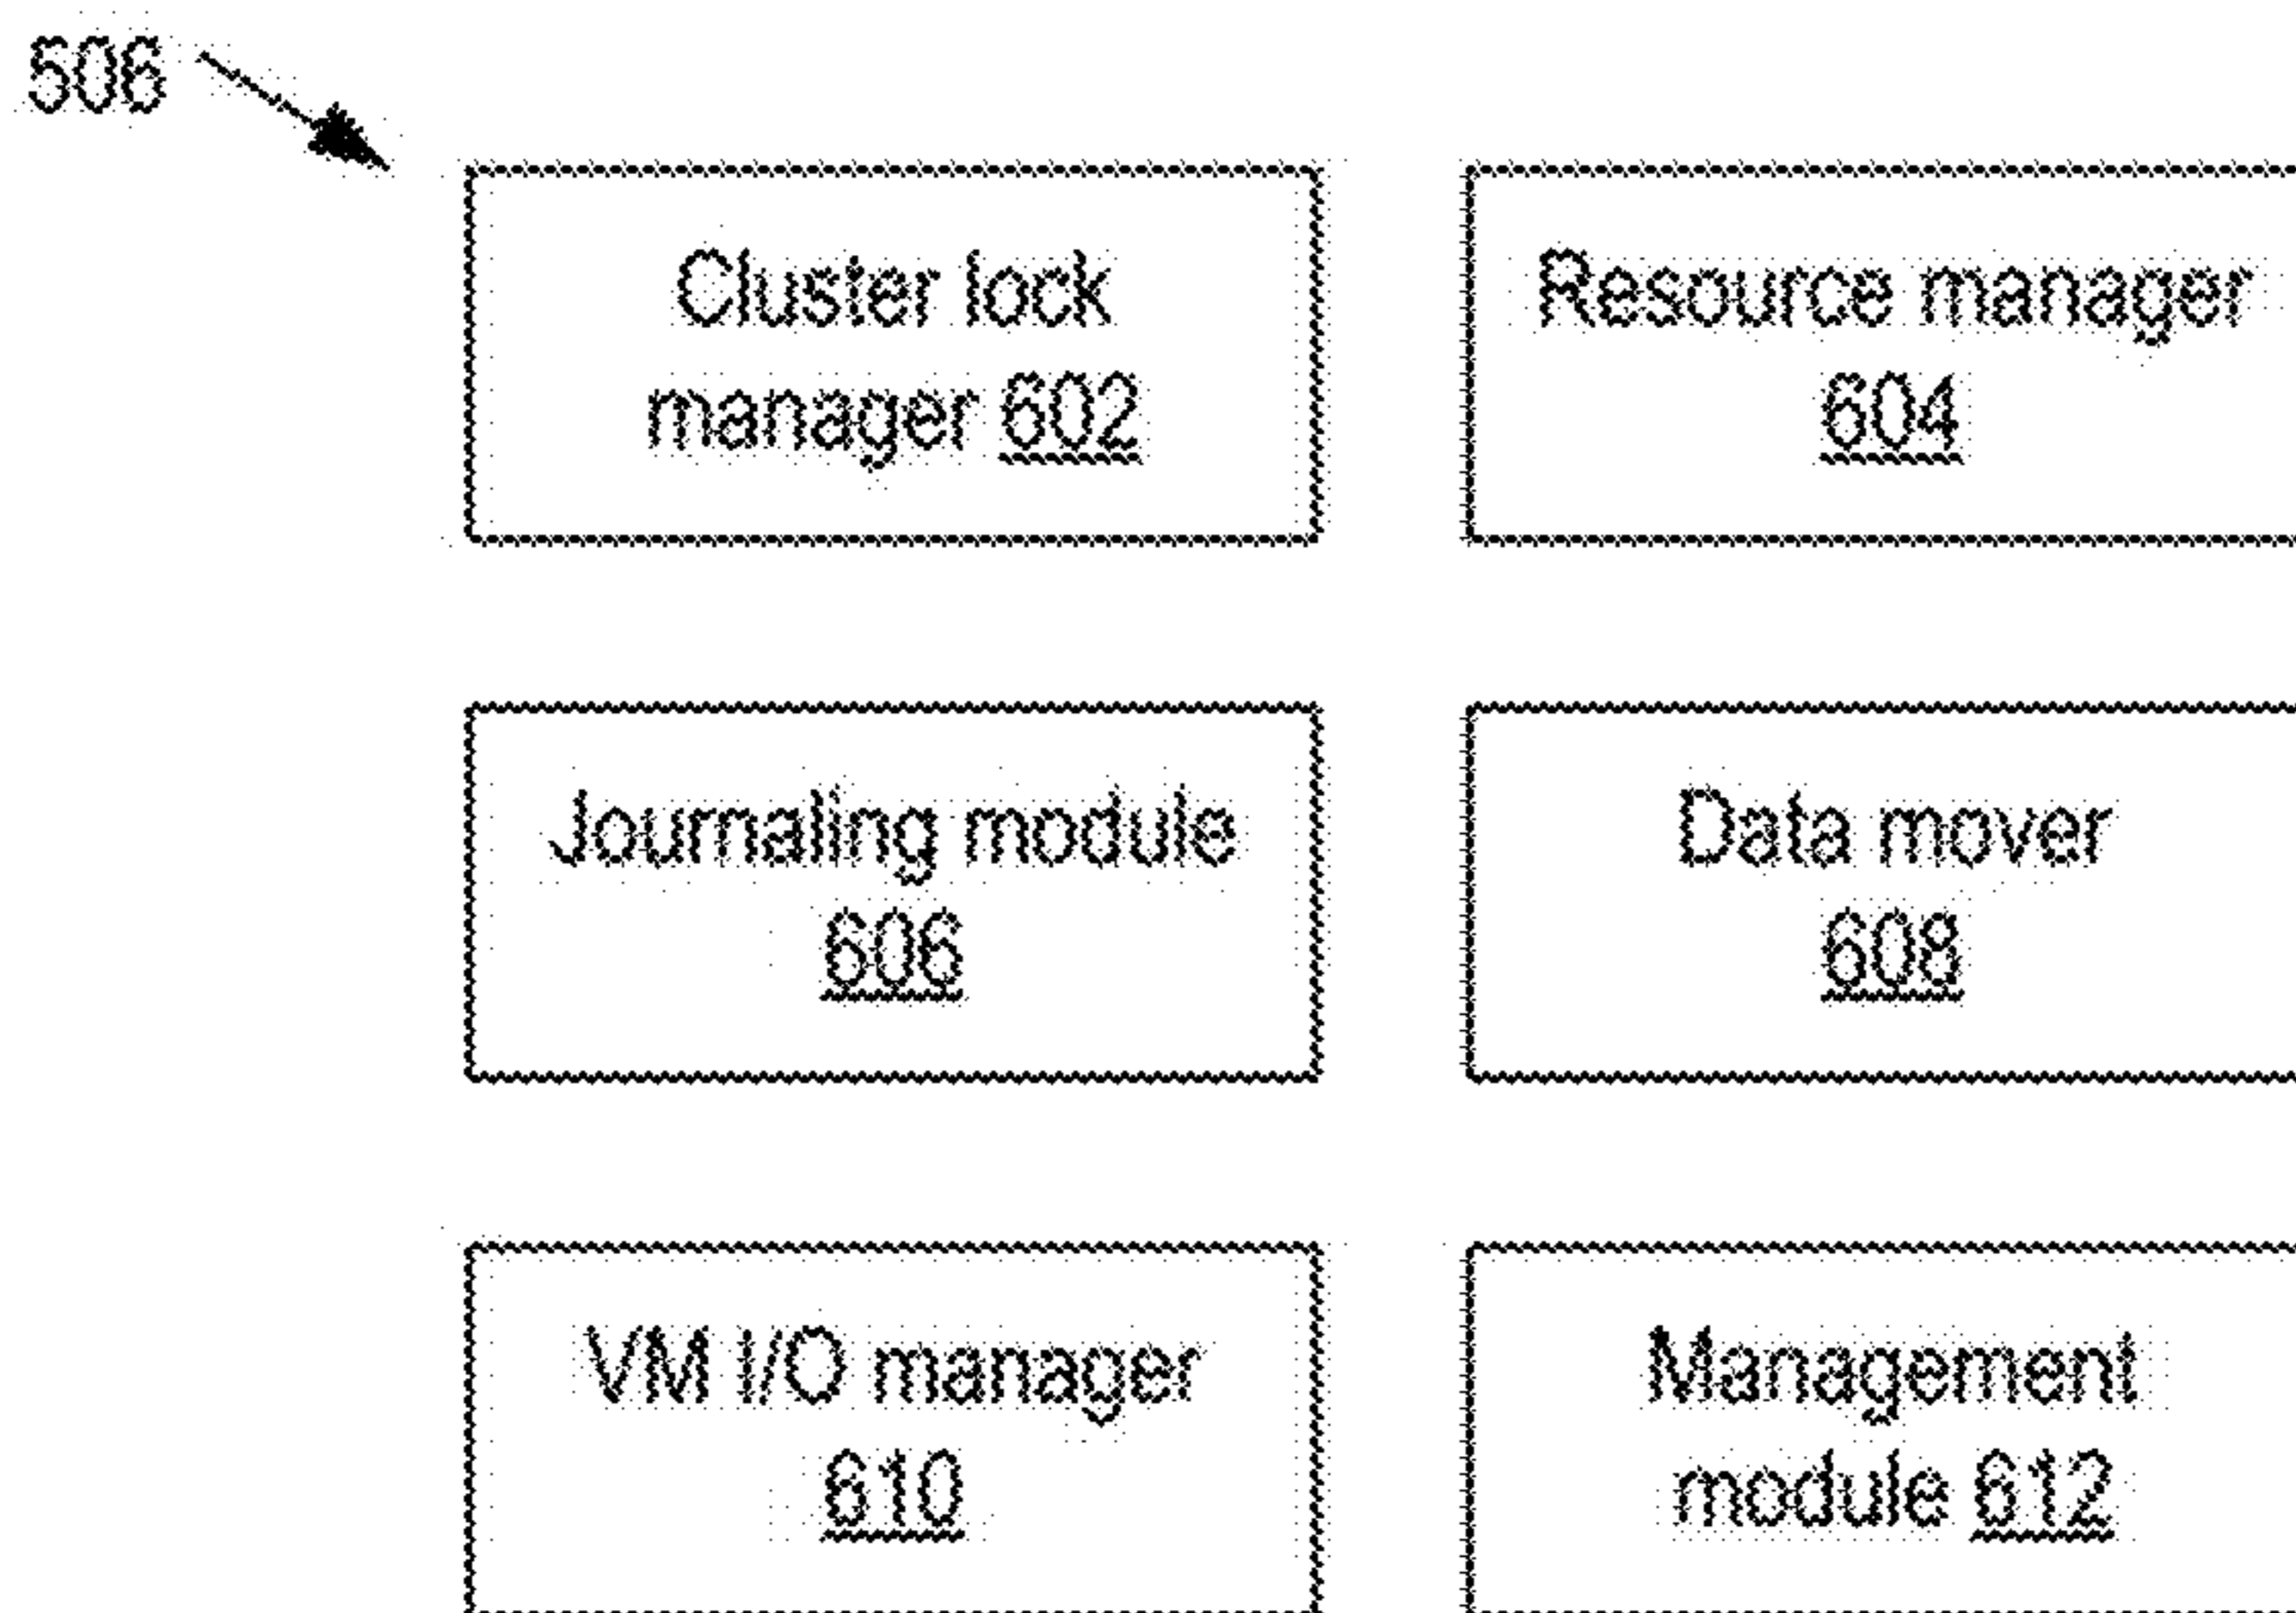 506
Cluster lock
manager 602
Resource manager
604
Journaling module
606
Data mover
608
VM I/O manager
610
Management
module 612